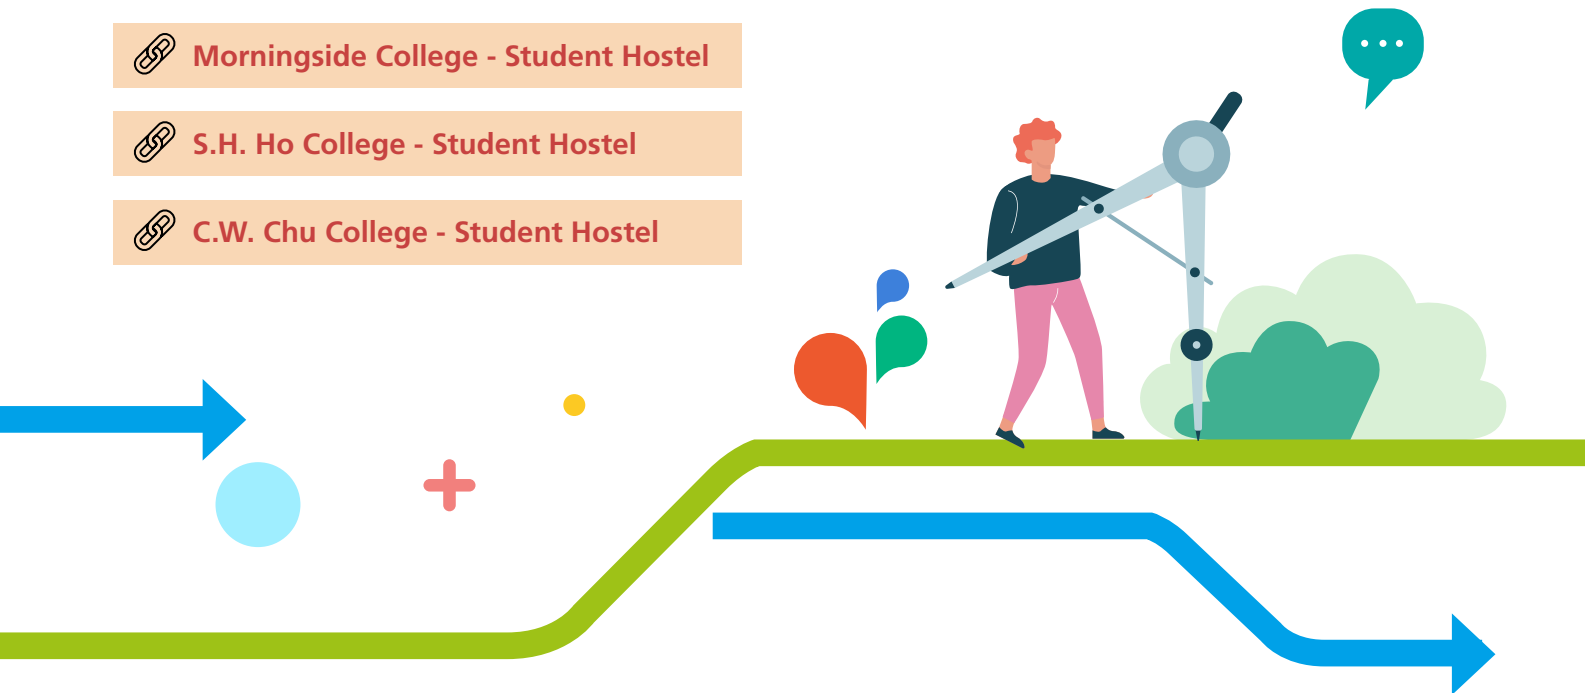 Morningside College - Student Hostel
S.H. Ho College - Student Hostel
C.W. Chu College - Student Hostel